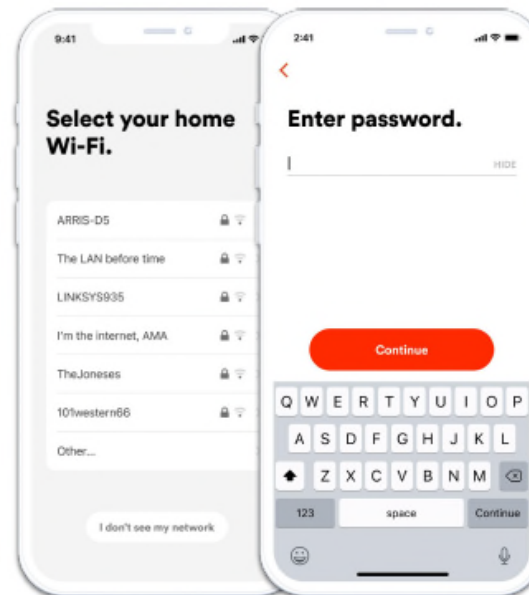 9:41
Select your home
Wi-Fi.
ARRIS-D5
The LAN before time
LINKSYS935
I'm the internet, AMA
TheJoneses
101western66
Other...
I don't see my network
2:41
Enter password.
HIDE
Continue
Q W E R T Y U I O P
A S D F G H J K L
Z X C V B N M
123 space Continue